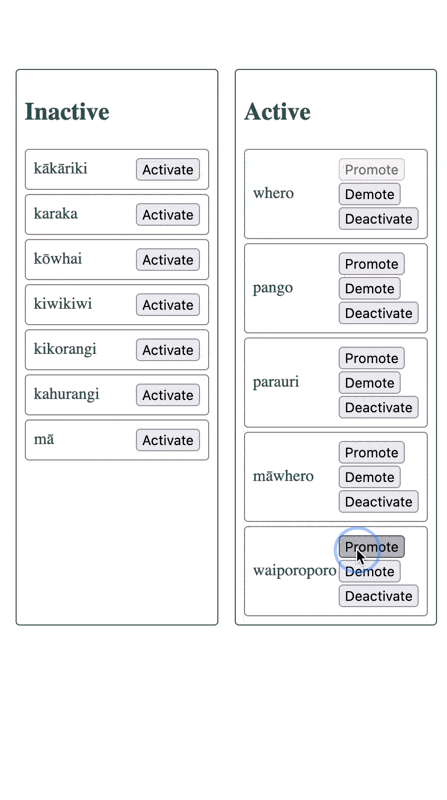 Inactive
kākāriki Activate
karaka Activate
kōwhai Activate
kiwikiwi Activate
kikorangi Activate
kahurangi Activate
mā Activate
Active
whero
Promote
Demote
Deactivate
pango
Promote
Demote
Deactivate
parauri
Promote
Demote
Deactivate
māwhero
Promote
Demote
Deactivate
waiporoporo
Promote
Demote
Deactivate